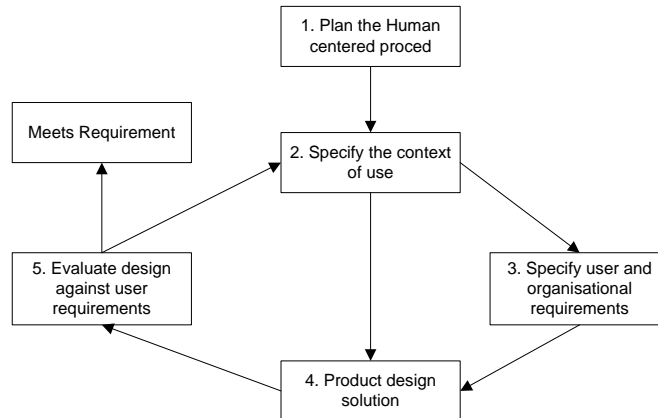 1. Plan the Human
centered proced
Meets Requirement
2. Specify the context
of use
5. Evaluate design
against user
requirements
3. Specify user and
organisational
requirements
4. Product design
solution